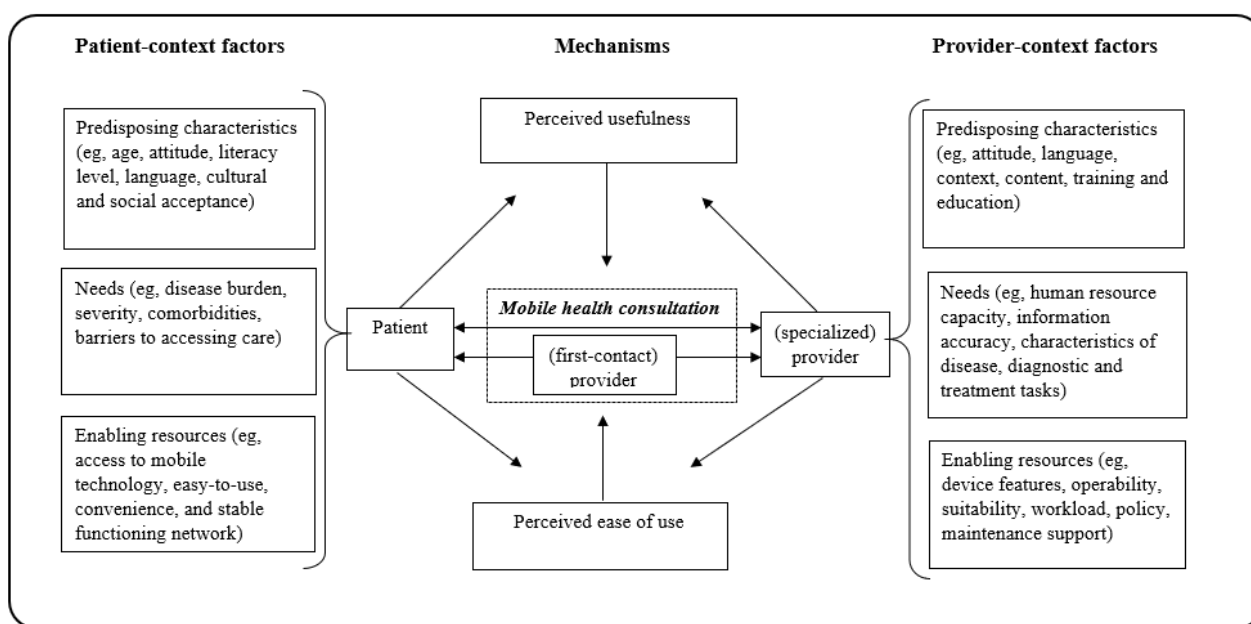 Patient-context factors
Mechanisms
Provider-context factors
Predisposing characteristics
(eg, age, attitude, literacy
level, language, cultural
and social acceptance)
Needs (eg, disease burden,
severity, comorbidities,
barriers to accessing care)
Enabling resources (eg,
access to mobile
technology, easy-to-use,
convenience, and stable
functioning network)
Patient
Perceived usefulness
Mobile health consultation
(first-contact)
provider
Perceived ease of use
(specialized)
provider
Predisposing characteristics
(eg, attitude, language,
context, content, training and
education)
Needs (eg, human resource
capacity, information
accuracy, characteristics of
disease, diagnostic and
treatment tasks)
Enabling resources (eg,
device features, operability,
suitability, workload, policy,
maintenance support)